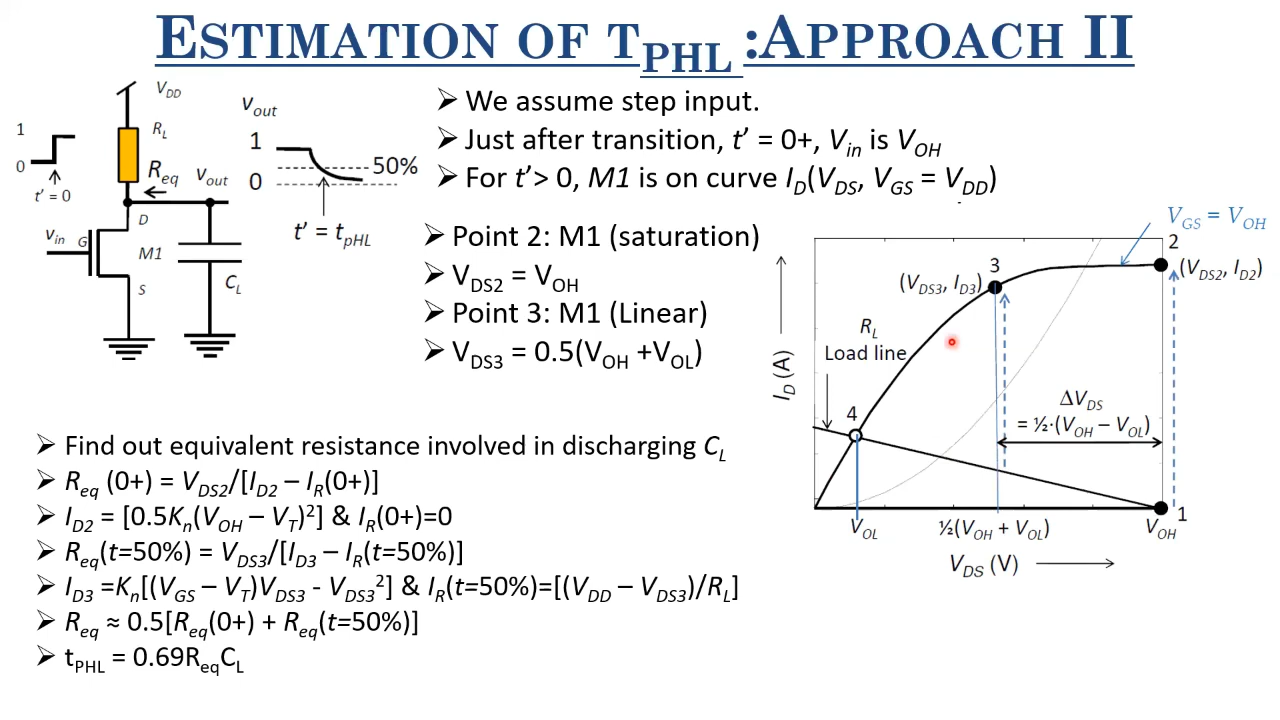 ESTIMATION OF TPHL :APPROACH II
➢ We assume step input.
➢ Just after transition, t' = 0+, Vin is VOH
➢ For t'> 0, M1 is on curve ID(VDS, VGS = VDD)
VDD
RL
1
0
t' = 0
Req
vout
D
vin
G
M1
S
CL
vout
1
0
50%
t' = tpHL
➢ Point 2: M1 (saturation)
➢ VDS2 = VOH
➢ Point 3: M1 (Linear)
➢ VDS3 = 0.5(VOH +VOL)
VGS = VOH
2
(VDS2, ID2)
3
(VDS3, ID3)
RL
Load line
4
ID (A)
ΔVDS
= ½·(VOH – VOL)
1
VOL
½(VOH + VOL)
VOH
VDS (V)
➢ Find out equivalent resistance involved in discharging CL
➢ Req (0+) = VDS2/[ID2 – IR(0+)]
➢ ID2 = [0.5Kn(VOH – VT)²] & IR(0+)=0
➢ Req(t=50%) = VDS3/[ID3 – IR(t=50%)]
➢ ID3 =Kn[(VGS – VT)VDS3 - VDS3²] & IR(t=50%)=[(VDD – VDS3)/RL]
➢ Req ≈ 0.5[Req(0+) + Req(t=50%)]
➢ tPHL = 0.69ReqCL